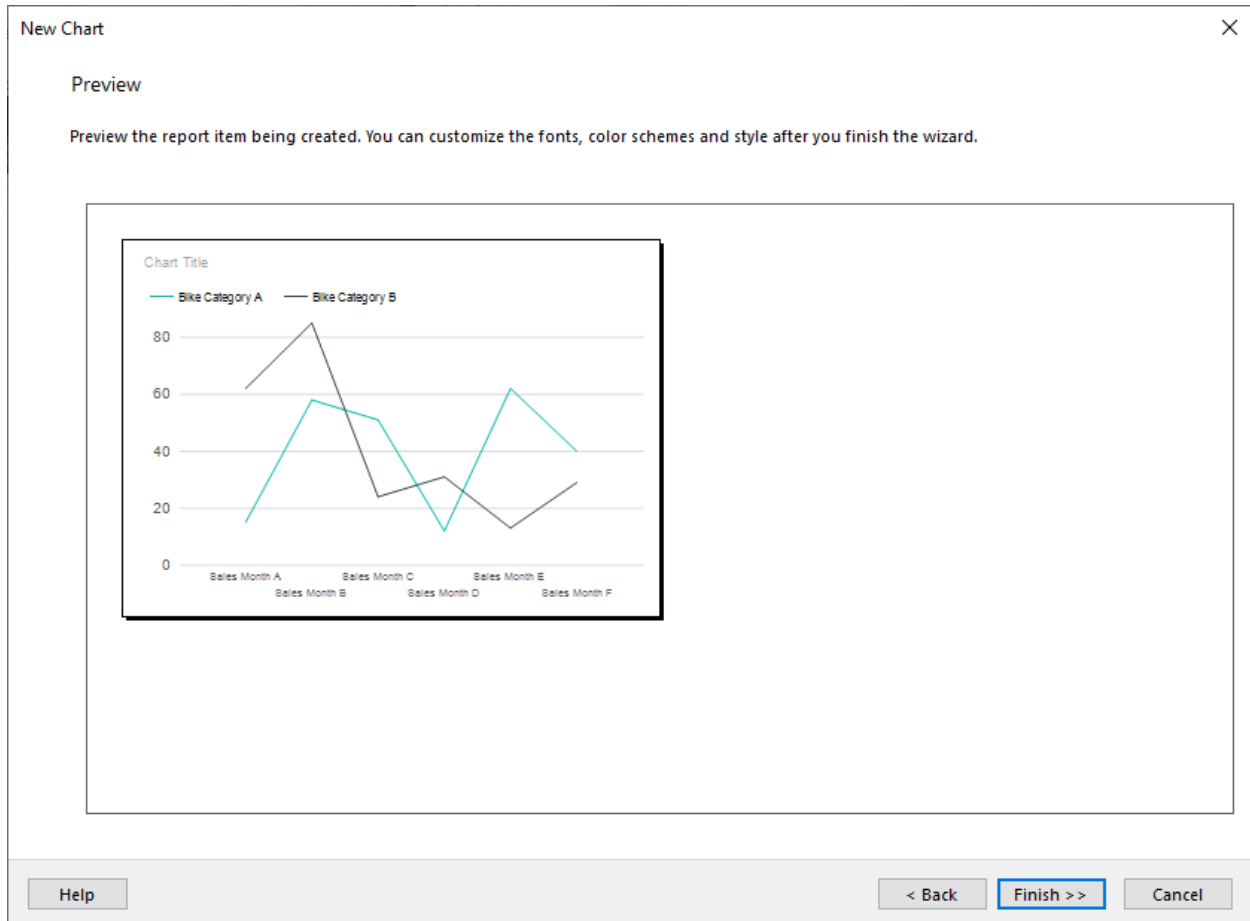 New Chart
Preview
Preview the report item being created. You can customize the fonts, color schemes and style after you finish the wizard.
Chart Title
Bike Category A Bike Category B
80
60
40
20
0
Sales Month A Sales Month C Sales Month E
Sales Month B Sales Month D Sales Month F
Help < Back Finish >> Cancel